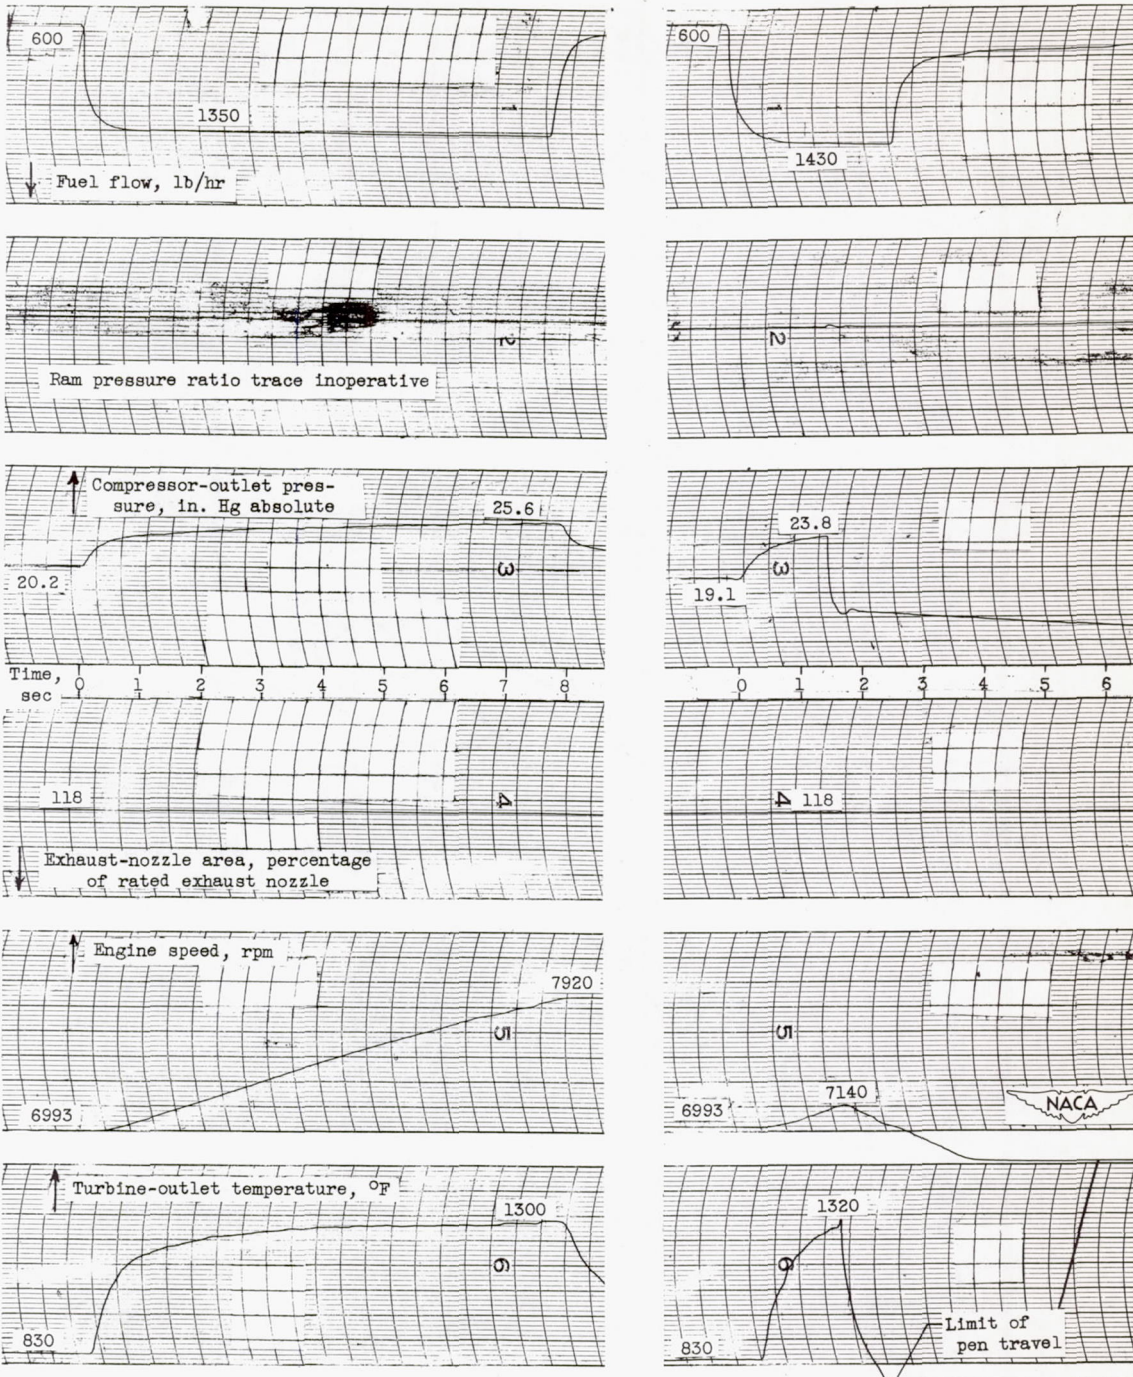 600
1350
1
Fuel flow, lb/hr
600
1
1430
2
Ram pressure ratio trace inoperative
2
Compressor-outlet pres-
sure, in. Hg absolute
25.6
20.2
3
23.8
19.1
3
Time,
sec
0 1 2 3 4 5 6 7 8
0 1 2 3 4 5 6
118
4
Exhaust-nozzle area, percentage
of rated exhaust nozzle
4 118
Engine speed, rpm
7920
5
6993
5
7140
6993
NACA
Turbine-outlet temperature, °F
1300
6
830
1320
6
830
Limit of
pen travel